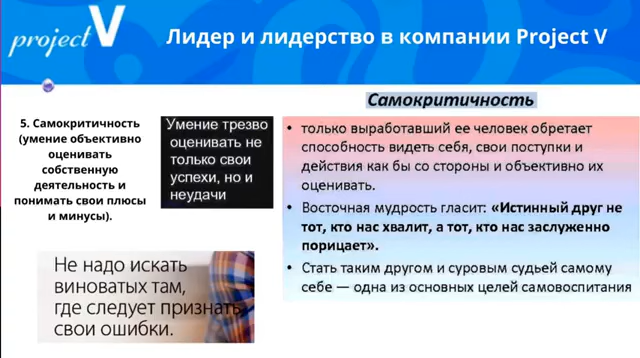 project V
Лидер и лидерство в компании Project V
5. Самокритичность
(умение объективно
оценивать
собственную
деятельность и
понимать свои плюсы
и минусы).
Умение трезво
оценивать не
только свои
успехи, но и
неудачи
Не надо искать
виноватых там,
где следует признать
свои ошибки.
Самокритичность
• только выработавший ее человек обретает
способность видеть себя, свои поступки и
действия как бы со стороны и объективно их
оценивать.
• Восточная мудрость гласит: «Истинный друг не
тот, кто нас хвалит, а тот, кто нас заслуженно
порицает».
• Стать таким другом и суровым судьей самому
себе — одна из основных целей самовоспитания